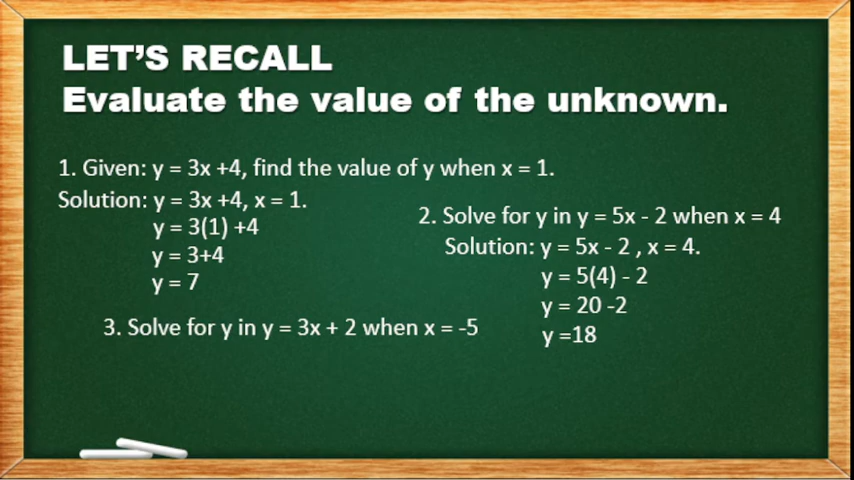 LET'S RECALL
Evaluate the value of the unknown.
1. Given: y = 3x +4, find the value of y when x = 1.
Solution: y = 3x +4, x = 1.
y = 3(1) +4
y = 3+4
y = 7
2. Solve for y in y = 5x - 2 when x = 4
Solution: y = 5x - 2 , x = 4.
y = 5(4) - 2
y = 20 -2
y =18
3. Solve for y in y = 3x + 2 when x = -5